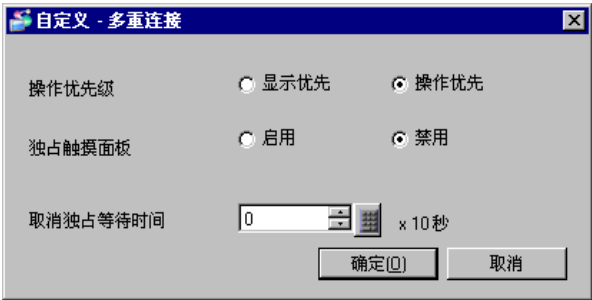 自定义 - 多重连接
操作优先级 显示优先 操作优先
独占触摸面板 启用 禁用
取消独占等待时间 0 x 10秒
确定(O) 取消